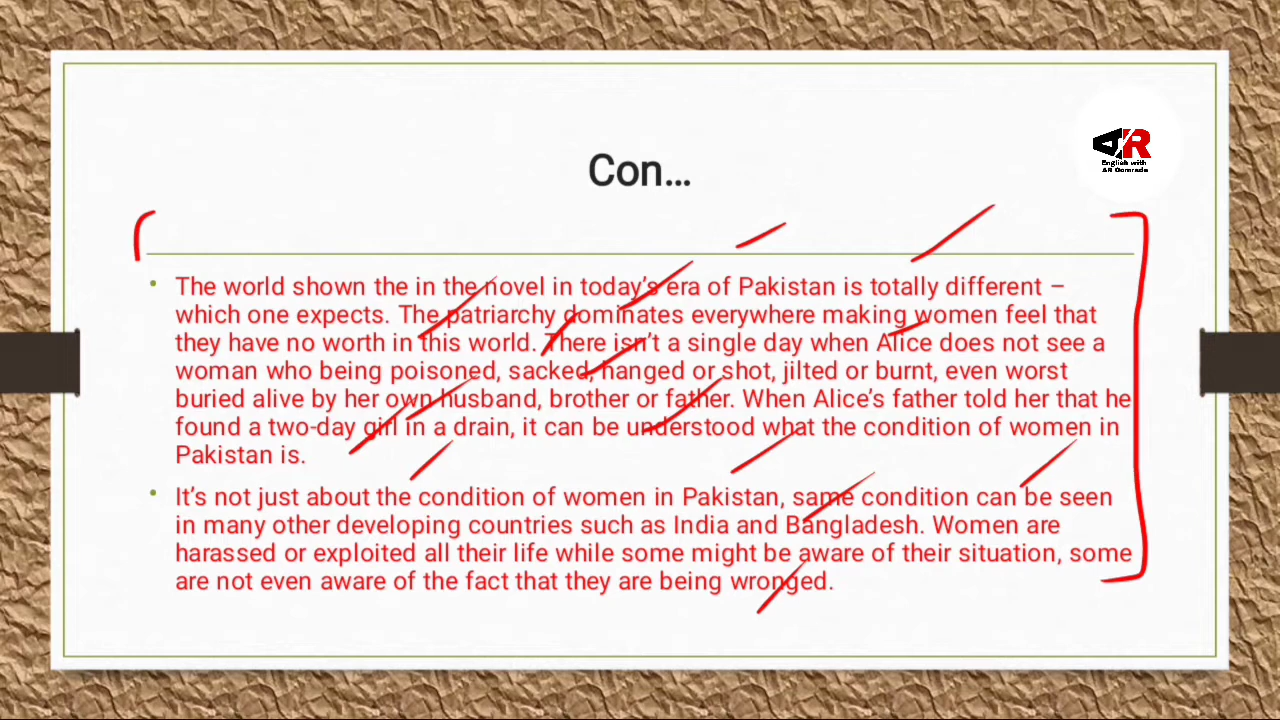 Con...
AR
English with
AR Comrade
• The world shown the in the novel in today's era of Pakistan is totally different –
which one expects. The patriarchy dominates everywhere making women feel that
they have no worth in this world. There isn't a single day when Alice does not see a
woman who being poisoned, sacked, hanged or shot, jilted or burnt, even worst
buried alive by her own husband, brother or father. When Alice's father told her that he
found a two-day girl in a drain, it can be understood what the condition of women in
Pakistan is.
• It's not just about the condition of women in Pakistan, same condition can be seen
in many other developing countries such as India and Bangladesh. Women are
harassed or exploited all their life while some might be aware of their situation, some
are not even aware of the fact that they are being wronged.